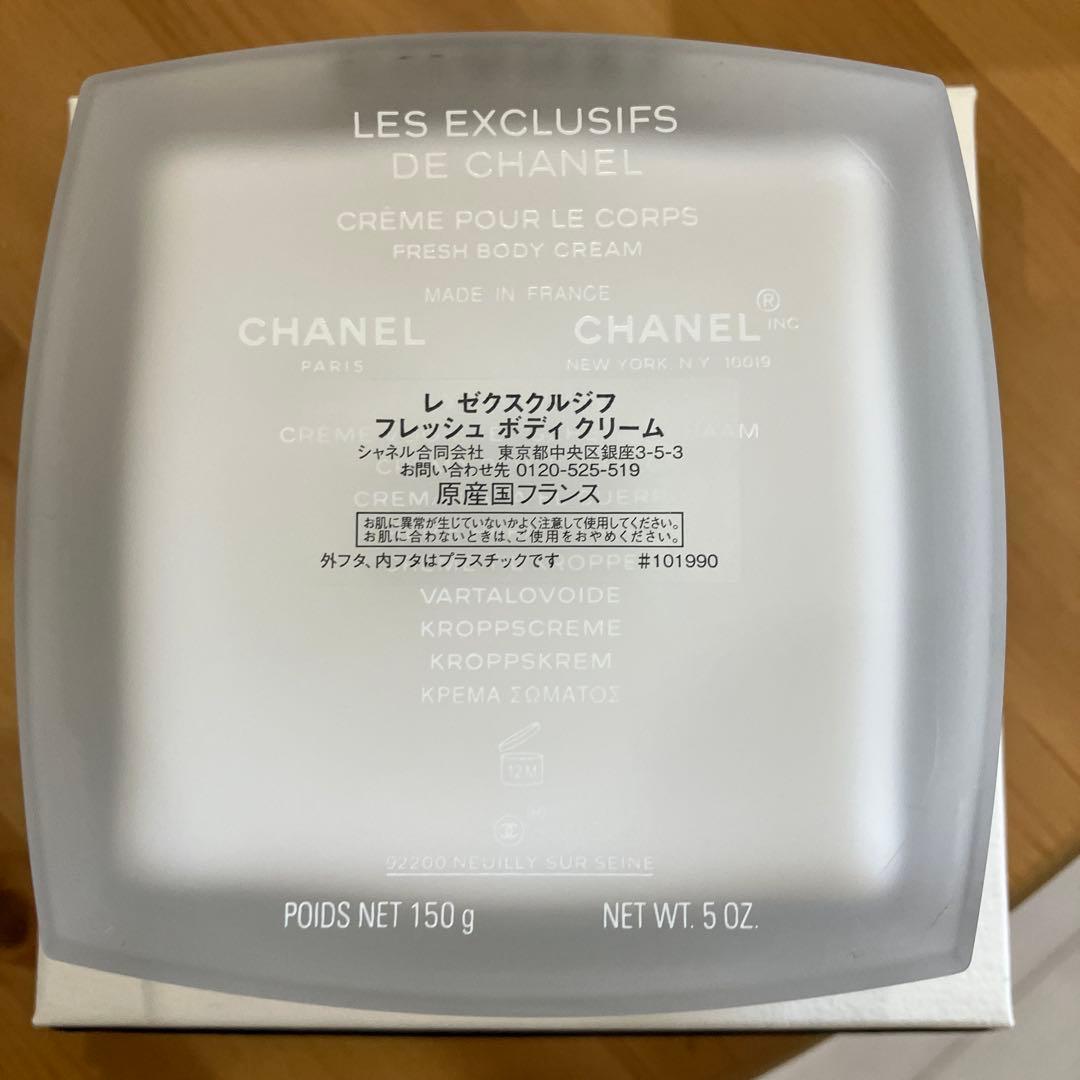 LES EXCLUSIFS
DE CHANEL
CRÈME POUR LE CORPS
FRESH BODY CREAM
MADE IN FRANCE
CHANEL
PARIS
CHANEL® INC
NEW YORK, N.Y. 10019
レ ゼクスクルジフ
フレッシュ ボディ クリーム
シャネル合同会社 東京都中央区銀座3-5-3
お問い合わせ先 0120-525-519
原産国フランス
お肌に異常が生じていないかよく注意して使用してください。
お肌に合わないときは、ご使用をおやめください。
外フタ、内フタはプラスチックです #101990
VARTALOVOIDE
KROPPSCREME
KROPPSKREM
ΚΡΕΜΑ ΣΩΜΑΤΟΣ
12M
92200 NEUILLY SUR SEINE
POIDS NET 150 g NET WT. 5 OZ.